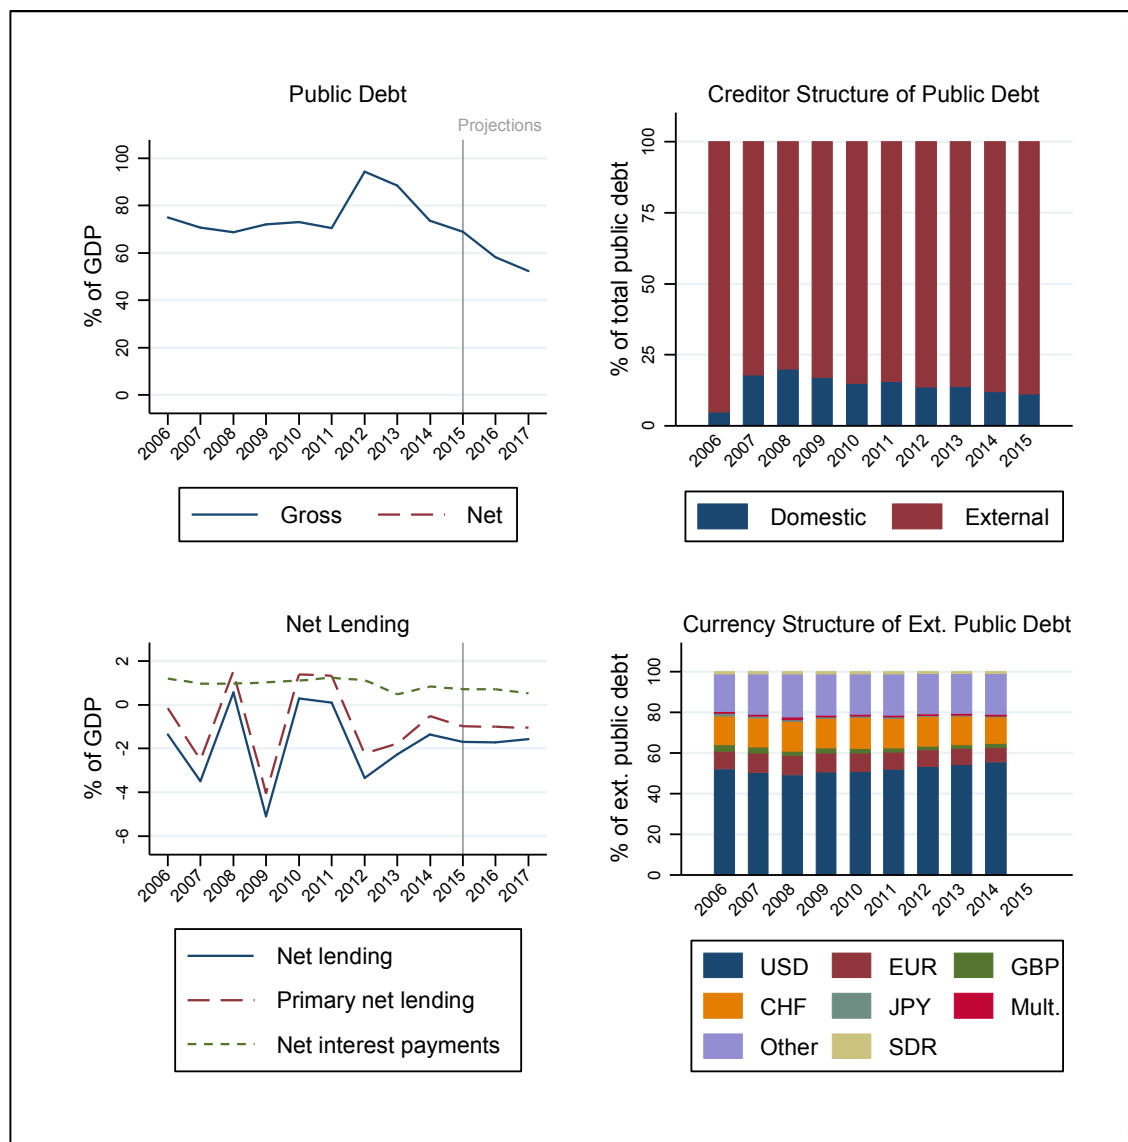 Public Debt
Projections
% of GDP
100
80
60
40
20
0
2006 2007 2008 2009 2010 2011 2012 2013 2014 2015 2016 2017
Gross Net
Creditor Structure of Public Debt
% of total public debt
100
75
50
25
0
2006 2007 2008 2009 2010 2011 2012 2013 2014 2015
Domestic External
Net Lending
% of GDP
2
0
-2
-4
-6
2006 2007 2008 2009 2010 2011 2012 2013 2014 2015 2016 2017
Net lending
Primary net lending
Net interest payments
Currency Structure of Ext. Public Debt
% of ext. public debt
100
80
60
40
20
0
2006 2007 2008 2009 2010 2011 2012 2013 2014 2015
USD EUR GBP
CHF JPY Mult.
Other SDR